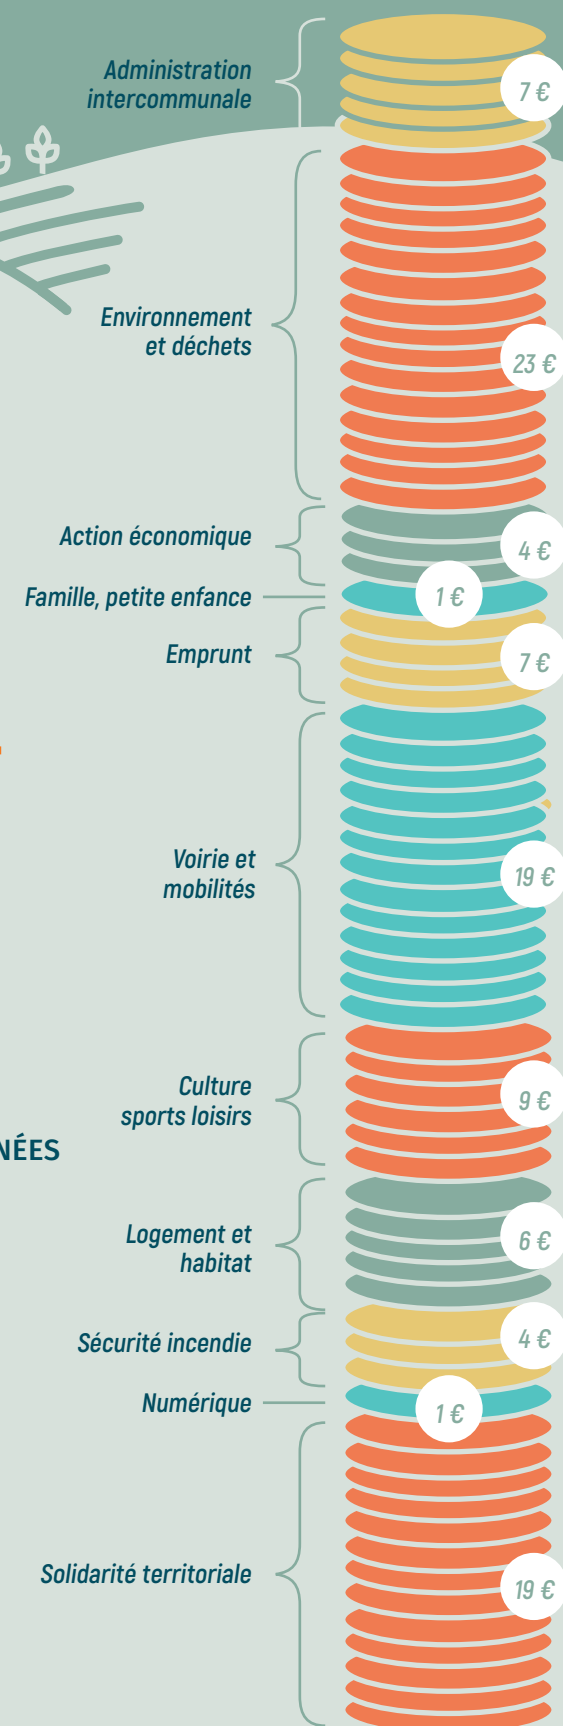 Administration
intercommunale
7 €
Environnement
et déchets
23 €
Action économique
4 €
Famille, petite enfance
1 €
Emprunt
7 €
Voirie et
mobilités
19 €
Culture
sports loisirs
9 €
NÉES
Logement et
habitat
6 €
Sécurité incendie
4 €
Numérique
1 €
Solidarité territoriale
19 €